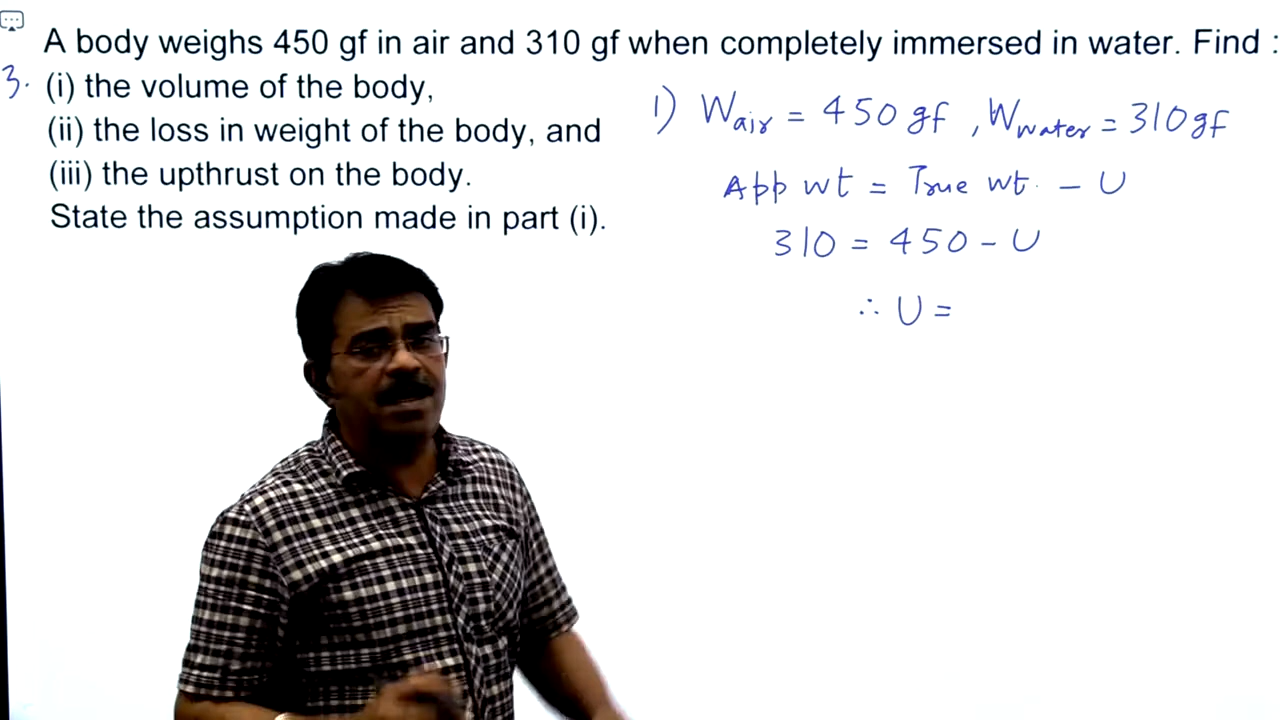 A body weighs 450 gf in air and 310 gf when completely immersed in water. Find :
3. (i) the volume of the body,
(ii) the loss in weight of the body, and
(iii) the upthrust on the body.
State the assumption made in part (i).
1) Wair = 450 gf , Wwater = 310 gf
App wt = True wt. - U
310 = 450 - U
∴ U =